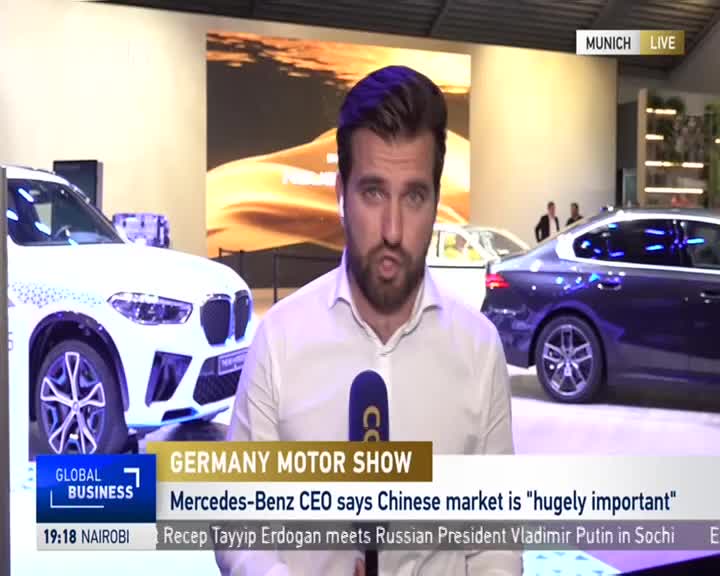 MUNICH LIVE
GERMANY MOTOR SHOW
GLOBAL
BUSINESS
Mercedes-Benz CEO says Chinese market is "hugely important"
19:18 NAIROBI
Recep Tayyip Erdogan meets Russian President Vladimir Putin in Sochi